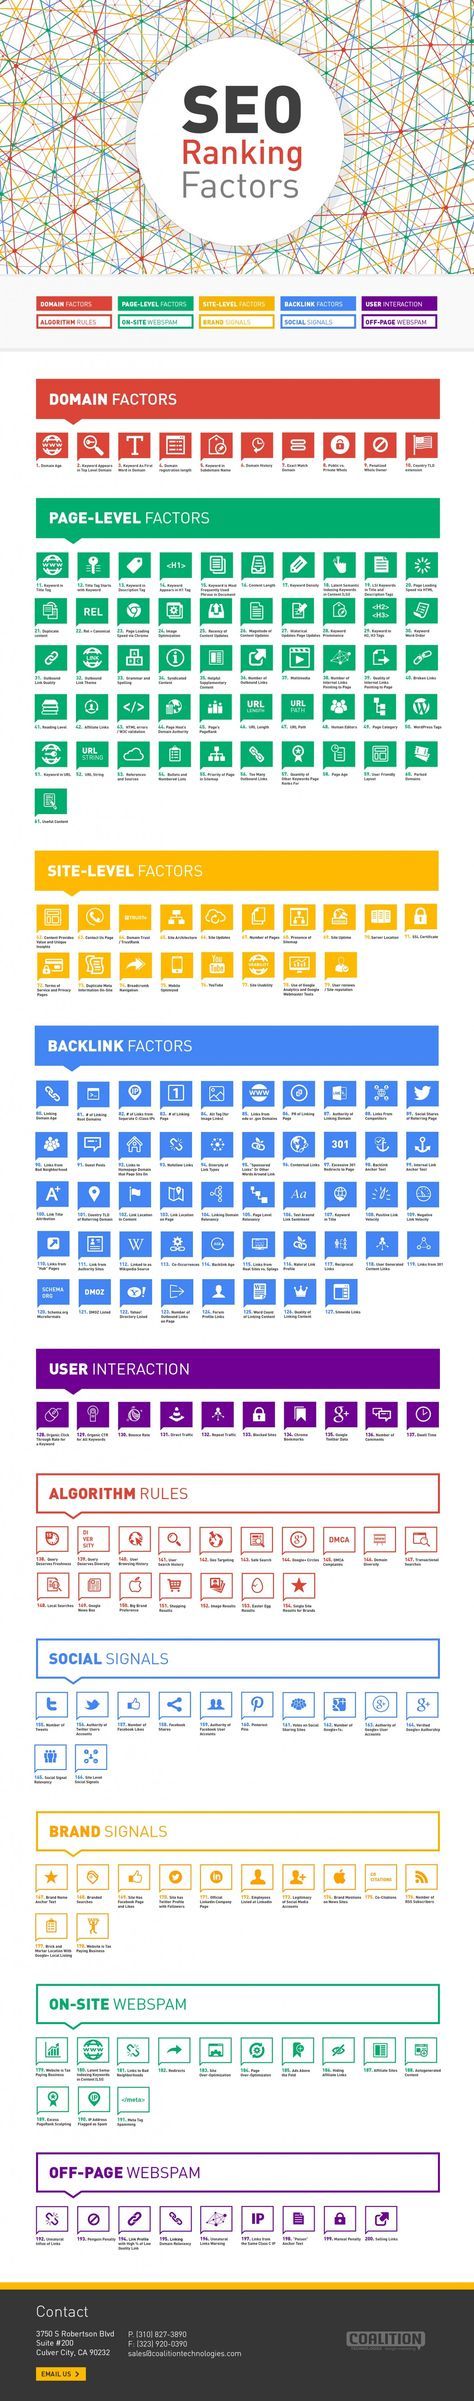 SEO
Ranking
Factors
DOMAIN FACTORS
PAGE-LEVEL FACTORS
SITE-LEVEL FACTORS
BACKLINK FACTORS
USER INTERACTION
ALGORITHM RULES
ON-SITE WEBSPAM
BRAND SIGNALS
SOCIAL SIGNALS
OFF-PAGE WEBSPAM
DOMAIN FACTORS
1. Domain Age
2. Keyword Appears
in Top Level Domain
3. Keyword As First
Word in Domain
4. Domain
registration length
5. Keyword in
Subdomain Name
6. Domain History
7. Exact Match
Domain
8. Public vs.
Private WhoIs
9. Penalized
WhoIs Owner
10. Country TLD
extension
PAGE-LEVEL FACTORS
11. Keyword in
Title Tag
12. Title Tag Starts
with Keyword
13. Keyword in
Description Tag
14. Keyword
Appears in H1 Tag
15. Keyword is Most
Frequently Used
Phrase in Document
16. Content Length
17. Keyword Density
18. Latent Semantic
Indexing Keywords
in Content (LSI)
19. LSI Keywords
in Title and
Description Tags
20. Page Loading
Speed via HTML
21. Duplicate
content
22. Rel = Canonical
23. Page Loading
Speed via Chrome
24. Image
Optimization
25. Recency of
Content Updates
26. Magnitude of
Content Updates
27. Historical
Updates Page Updates
28. Keyword
Prominence
29. Keyword in
H2, H3 Tags
30. Keyword
Word Order
31. Outbound
Link Quality
32. Outbound
Link Theme
33. Grammar and
Spelling
34. Syndicated
Content
35. Helpful
Supplementary
Content
36. Number of
Outbound Links
37. Multimedia
38. Number of
Internal Links
Pointing to Page
39. Quality of
Internal Links
Pointing to Page
40. Broken Links
41. Reading Level
42. Affiliate Links
43. HTML errors
/ W3C validation
44. Page Host's
Domain Authority
45. Page's
PageRank
46. URL Length
47. URL Path
48. Human Editors
49. Page Category
50. WordPress Tags
51. Keyword in URL
52. URL String
53. References
and Sources
54. Bullets and
Numbered Lists
55. Priority of Page
in Sitemap
56. Too Many
Outbound Links
57. Quantity of
Other Keywords Page
Ranks For
58. Page Age
59. User Friendly
Layout
60. Parked
Domains
61. Useful Content
SITE-LEVEL FACTORS
62. Content Provides
Value and Unique
Insights
63. Contact Us Page
64. Domain Trust
/ TrustRank
65. Site Architecture
66. Site Updates
67. Number of Pages
68. Presence of
Sitemap
69. Site Uptime
70. Server Location
71. SSL Certificate
72. Terms of
Service and Privacy
Pages
73. Duplicate Meta
Information On-Site
74. Breadcrumb
Navigation
75. Mobile
Optimized
76. YouTube
77. Site Usability
78. Use of Google
Analytics and Google
Webmaster Tools
79. User reviews
/ Site reputation
BACKLINK FACTORS
80. Linking
Domain Age
81. # of Linking
Root Domains
82. # of Links from
Separate C-Class IPs
83. # of Linking
Page
84. Alt Tag (for
Image Links)
85. Links from
.edu or .gov Domains
86. PR of Linking
Page
87. Authority of
Linking Domain
88. Links From
Competitors
89. Social Shares
of Referring Page
90. Links from
Bad Neighborhood
91. Guest Posts
92. Links to
Homepage Domain
that Page Sits On
93. Nofollow Links
94. Diversity of
Link Types
95. "Sponsored
Links" Or Other
Words Around Link
96. Contextual Links
97. Excessive 301
Redirects to Page
98. Backlink
Anchor Text
99. Internal Link
Anchor Text
100. Link Title
Attribution
101. Country TLD
of Referring Domain
102. Link Location
in Content
103. Link Location
on Page
104. Linking Domain
Relevancy
105. Page Level
Relevancy
106. Text Around
Link Sentiment
107. Keyword
in Title
108. Positive Link
Velocity
109. Negative Link
Velocity
110. Links from
"Hub" Pages
111. Link from
Authority Sites
112. Linked to as
Wikipedia Source
113. Co-Occurrences
114. Backlink Age
115. Links from
Real Sites vs. Splogs
116. Natural Link
Profile
117. Reciprocal
Links
118. User Generated
Content Links
119. Links from 301
120. Schema.org
Microformats
121. DMOZ Listed
122. Yahoo!
Directory Listed
123. Number of
Outbound Links
on Page
124. Forum
Profile Links
125. Word Count
of Linking Content
126. Quality of
Linking Content
127. Sitewide Links
USER INTERACTION
128. Organic Click
Through Rate for
a Keyword
129. Organic CTR
for All Keywords
130. Bounce Rate
131. Direct Traffic
132. Repeat Traffic
133. Blocked Sites
134. Chrome
Bookmarks
135. Google
Toolbar Data
136. Number of
Comments
137. Dwell Time
ALGORITHM RULES
138. Query
Deserves Freshness
139. Query
Deserves Diversity
140. User
Browsing History
141. User
Search History
142. Geo Targeting
143. Safe Search
144. Google+ Circles
145. DMCA
Complaints
146. Domain
Diversity
147. Transactional
Searches
148. Local Searches
149. Google
News Box
150. Big Brand
Preference
151. Shopping
Results
152. Image Results
153. Easter Egg
Results
154. Single Site
Results for Brands
SOCIAL SIGNALS
155. Number of
Tweets
156. Authority of
Twitter Users
Accounts
157. Number of
Facebook Likes
158. Facebook
Shares
159. Authority of
Facebook User
Accounts
160. Pinterest
Pins
161. Votes on Social
Sharing Sites
162. Number of
Google+1s
163. Authority of
Google+ User
Accounts
164. Verified
Google+ Authorship
165. Social Signal
Relevancy
166. Site Level
Social Signals
BRAND SIGNALS
167. Brand Name
Anchor Text
168. Branded
Searches
169. Site Has
Facebook Page
and Likes
170. Site has
Twitter Profile
with Followers
171. Official
Linkedin Company
Page
172. Employees
Listed at Linkedin
173. Legitimacy
of Social Media
Accounts
174. Brand Mentions
on News Sites
175. Co-Citations
176. Number of
RSS Subscribers
177. Brick and
Mortar Location With
Google+ Local Listing
178. Website is Tax
Paying Business
ON-SITE WEBSPAM
179. Website is Tax
Paying Business
180. Latent Sema-
Indexing Keywords
in Content (LSI)
181. Links to Bad
Neighborhoods
182. Redirects
183. Site
Over-Optimization
184. Page
Over-Optimizaton
185. Ads Above
the Fold
186. Hiding
Affiliate Links
187. Affiliate Sites
188. Autogenerated
Content
189. Excess
PageRank Sculpting
190. IP Address
Flagged as Spam
191. Meta Tag
Spamming
OFF-PAGE WEBSPAM
192. Unnatural
Influx of Links
193. Penguin Penalty
194. Link Profile
with High % of Low
Quality Link
195. Linking
Domain Relevancy
196. Unnatural
Links Warning
197. Links from
the Same Class C IP
198. "Poison"
Anchor Text
199. Manual Penalty
200. Selling Links
Contact
3750 S Robertson Blvd
Suite #200
Culver City, CA 90232
P. (310) 827-3890
F. (323) 920-0390
sales@coalitiontechnologies.com
EMAIL US
COALITION